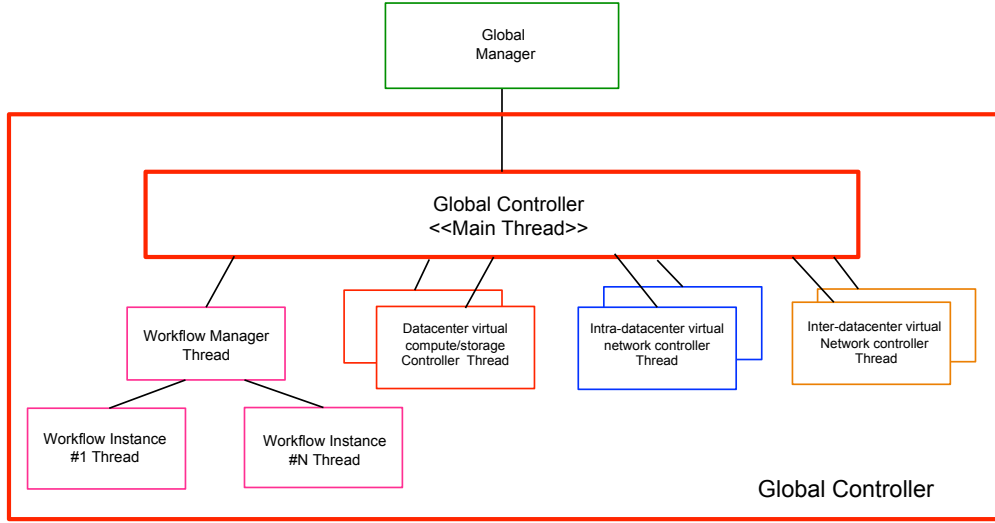 Global
Manager
Global Controller
<<Main Thread>>
Workflow Manager
Thread
Datacenter virtual
compute/storage
Controller Thread
Intra-datacenter virtual
network controller
Thread
Inter-datacenter virtual
Network controller
Thread
Workflow Instance
#1 Thread
Workflow Instance
#N Thread
Global Controller